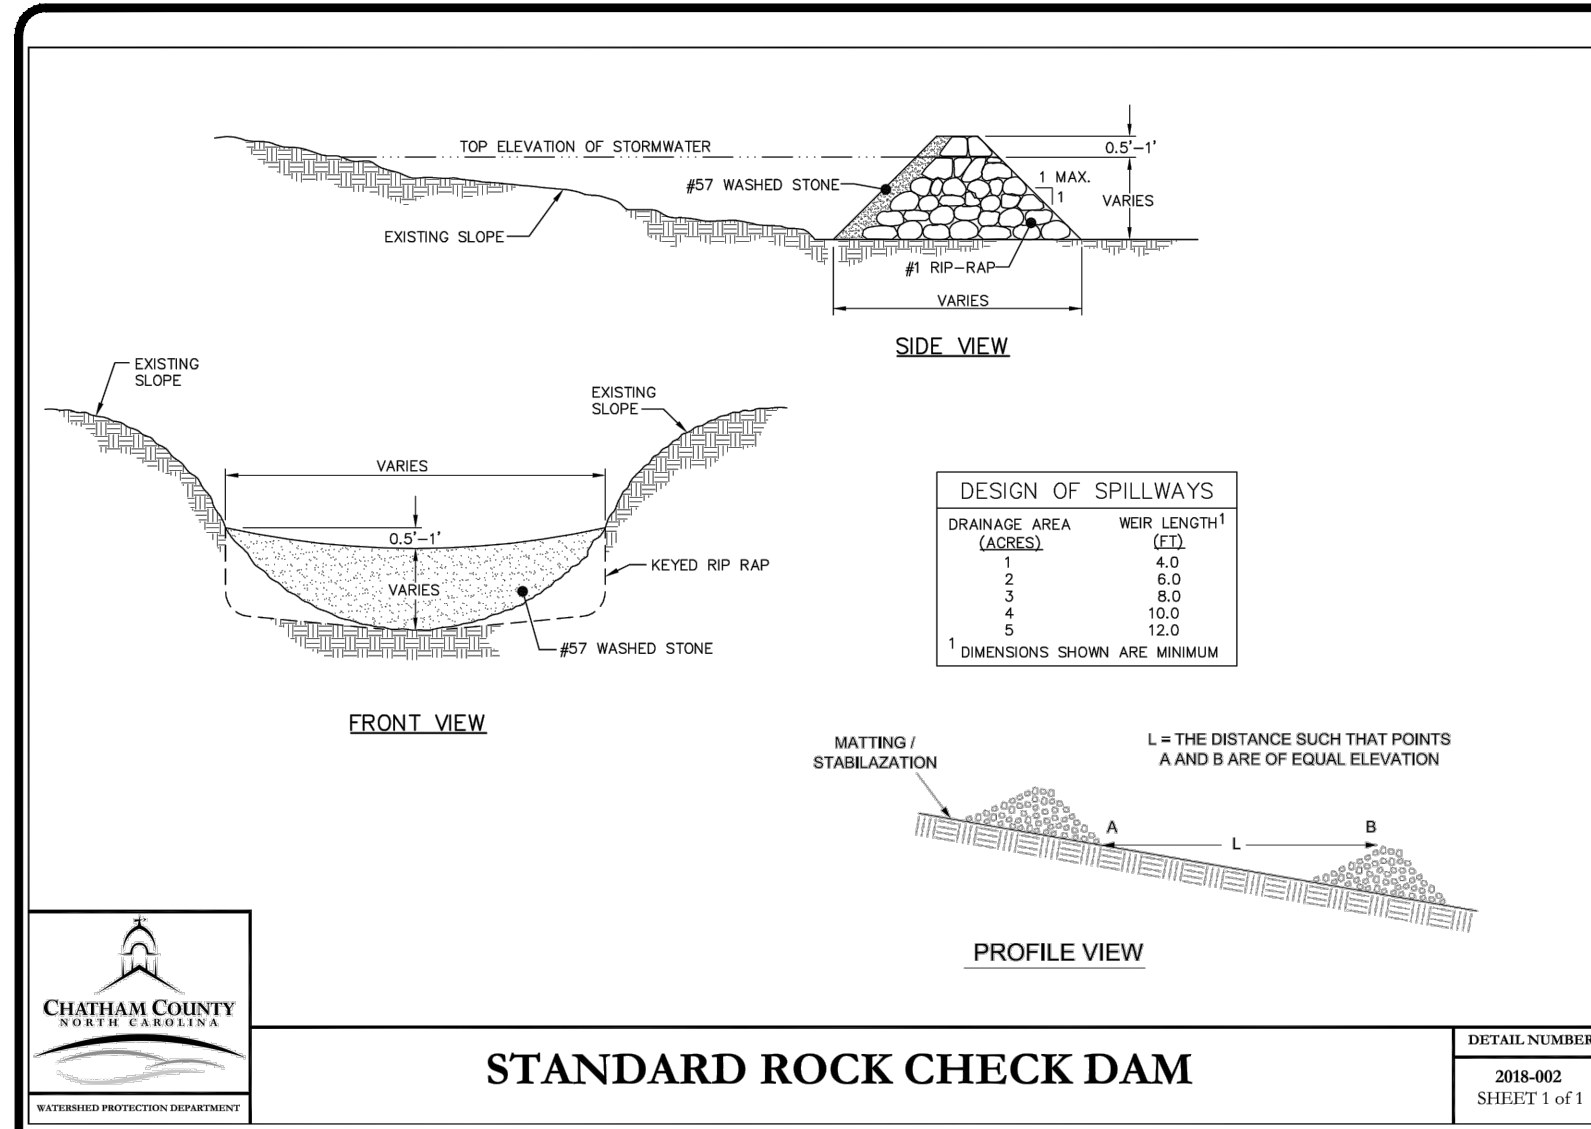 TOP ELEVATION OF STORMWATER
0.5'-1'
#57 WASHED STONE
1 MAX.
1
VARIES
EXISTING SLOPE
#1 RIP-RAP
VARIES
SIDE VIEW
EXISTING
SLOPE
EXISTING
SLOPE
VARIES
0.5'-1'
KEYED RIP RAP
VARIES
#57 WASHED STONE
FRONT VIEW
DESIGN OF SPILLWAYS
DRAINAGE AREA WEIR LENGTH1
(ACRES) (FT)
1 4.0
2 6.0
3 8.0
4 10.0
5 12.0
1 DIMENSIONS SHOWN ARE MINIMUM
MATTING /
STABILAZATION
L = THE DISTANCE SUCH THAT POINTS
A AND B ARE OF EQUAL ELEVATION
A
B
L
PROFILE VIEW
CHATHAM COUNTY
NORTH CAROLINA
WATERSHED PROTECTION DEPARTMENT
STANDARD ROCK CHECK DAM
DETAIL NUMBER
2018-002
SHEET 1 of 1